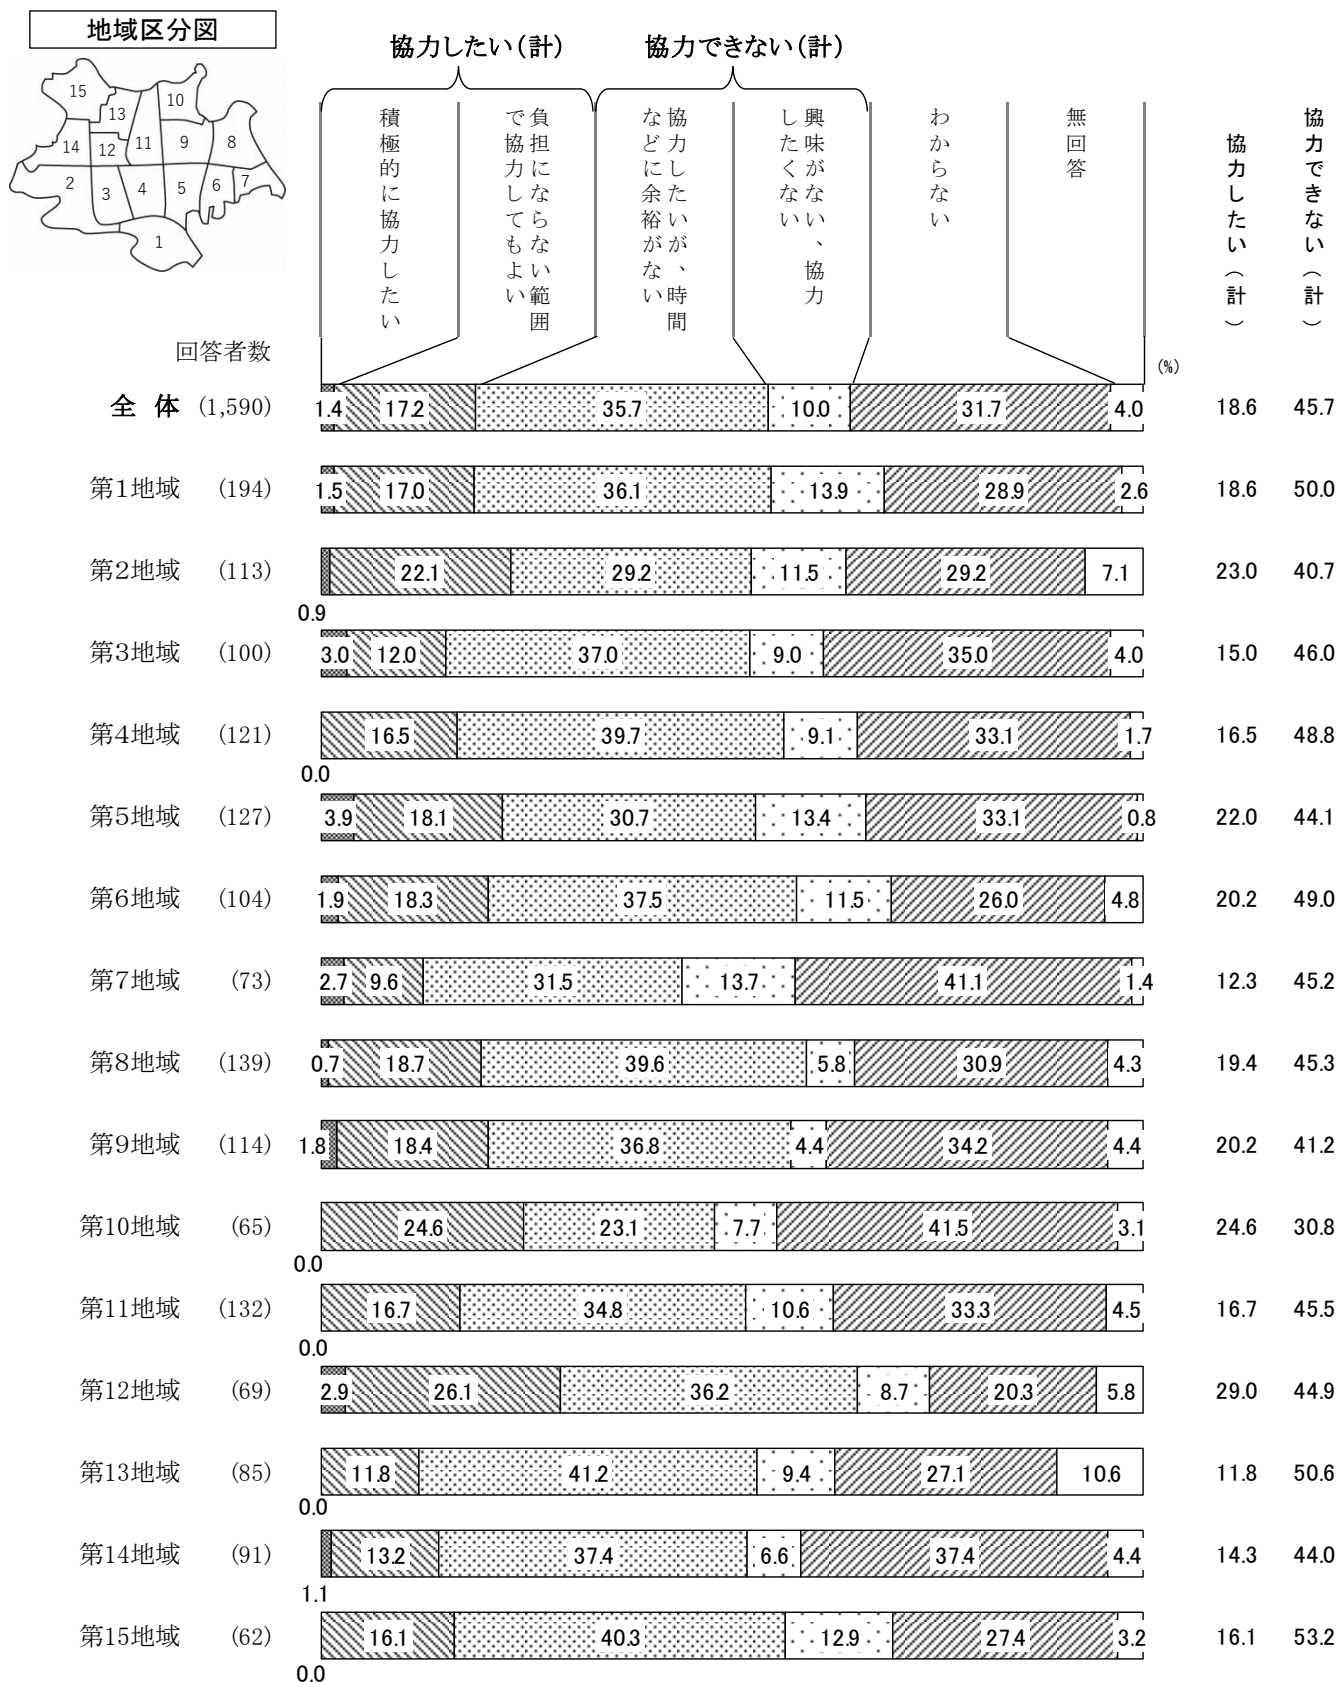 地域区分図
15
10
13
14
12
11
9
8
2
3
4
5
6
7
1
協力したい(計)
協力できない(計)
積極的に協力したい
負担にならない範囲
で協力してもよい
協力したいが、時間
などに余裕がない
興味がない、協力
したくない
わからない
無回答
協力したい(計)
協力できない(計)
回答者数
(%)
全 体 (1,590) 1.4 17.2 35.7 10.0 31.7 4.0 18.6 45.7
第1地域 (194) 1.5 17.0 36.1 13.9 28.9 2.6 18.6 50.0
第2地域 (113) 0.9 22.1 29.2 11.5 29.2 7.1 23.0 40.7
第3地域 (100) 3.0 12.0 37.0 9.0 35.0 4.0 15.0 46.0
第4地域 (121) 0.0 16.5 39.7 9.1 33.1 1.7 16.5 48.8
第5地域 (127) 3.9 18.1 30.7 13.4 33.1 0.8 22.0 44.1
第6地域 (104) 1.9 18.3 37.5 11.5 26.0 4.8 20.2 49.0
第7地域 (73) 2.7 9.6 31.5 13.7 41.1 1.4 12.3 45.2
第8地域 (139) 0.7 18.7 39.6 5.8 30.9 4.3 19.4 45.3
第9地域 (114) 1.8 18.4 36.8 4.4 34.2 4.4 20.2 41.2
第10地域 (65) 0.0 24.6 23.1 7.7 41.5 3.1 24.6 30.8
第11地域 (132) 0.0 16.7 34.8 10.6 33.3 4.5 16.7 45.5
第12地域 (69) 2.9 26.1 36.2 8.7 20.3 5.8 29.0 44.9
第13地域 (85) 0.0 11.8 41.2 9.4 27.1 10.6 11.8 50.6
第14地域 (91) 1.1 13.2 37.4 6.6 37.4 4.4 14.3 44.0
第15地域 (62) 0.0 16.1 40.3 12.9 27.4 3.2 16.1 53.2